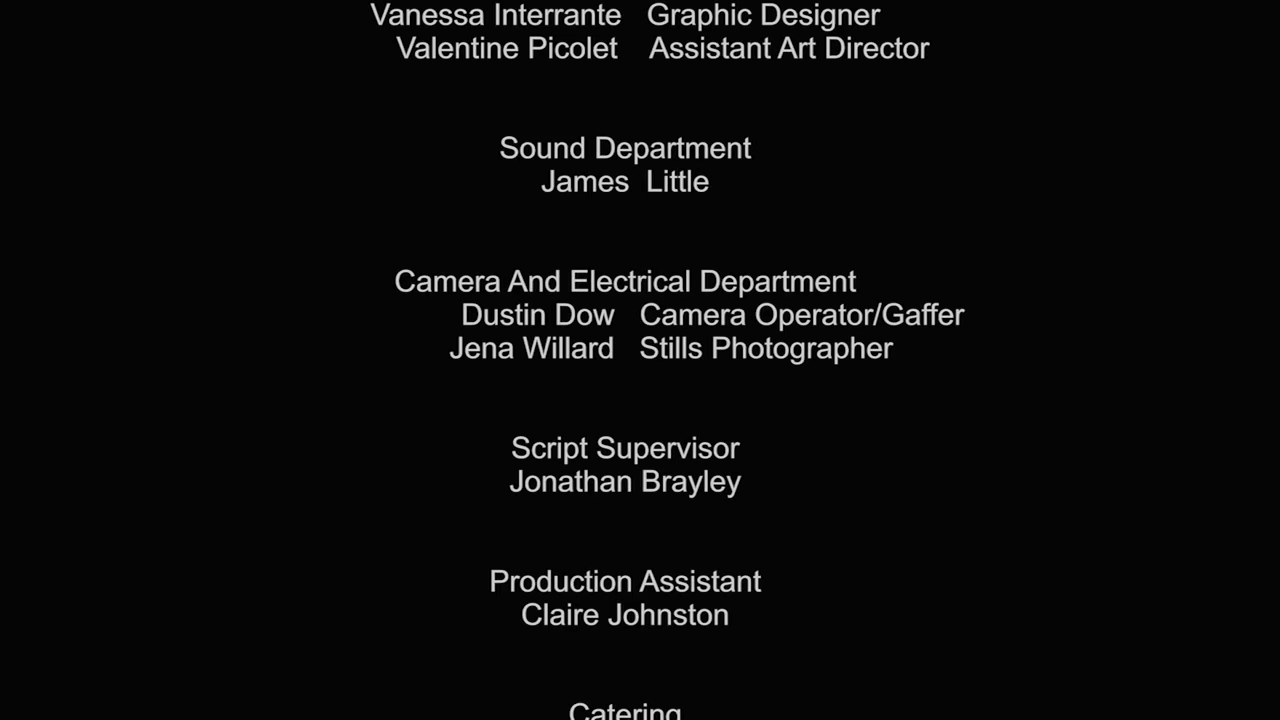 Vanessa Interrante Graphic Designer
Valentine Picolet Assistant Art Director
Sound Department
James Little
Camera And Electrical Department
Dustin Dow Camera Operator/Gaffer
Jena Willard Stills Photographer
Script Supervisor
Jonathan Brayley
Production Assistant
Claire Johnston
Catering